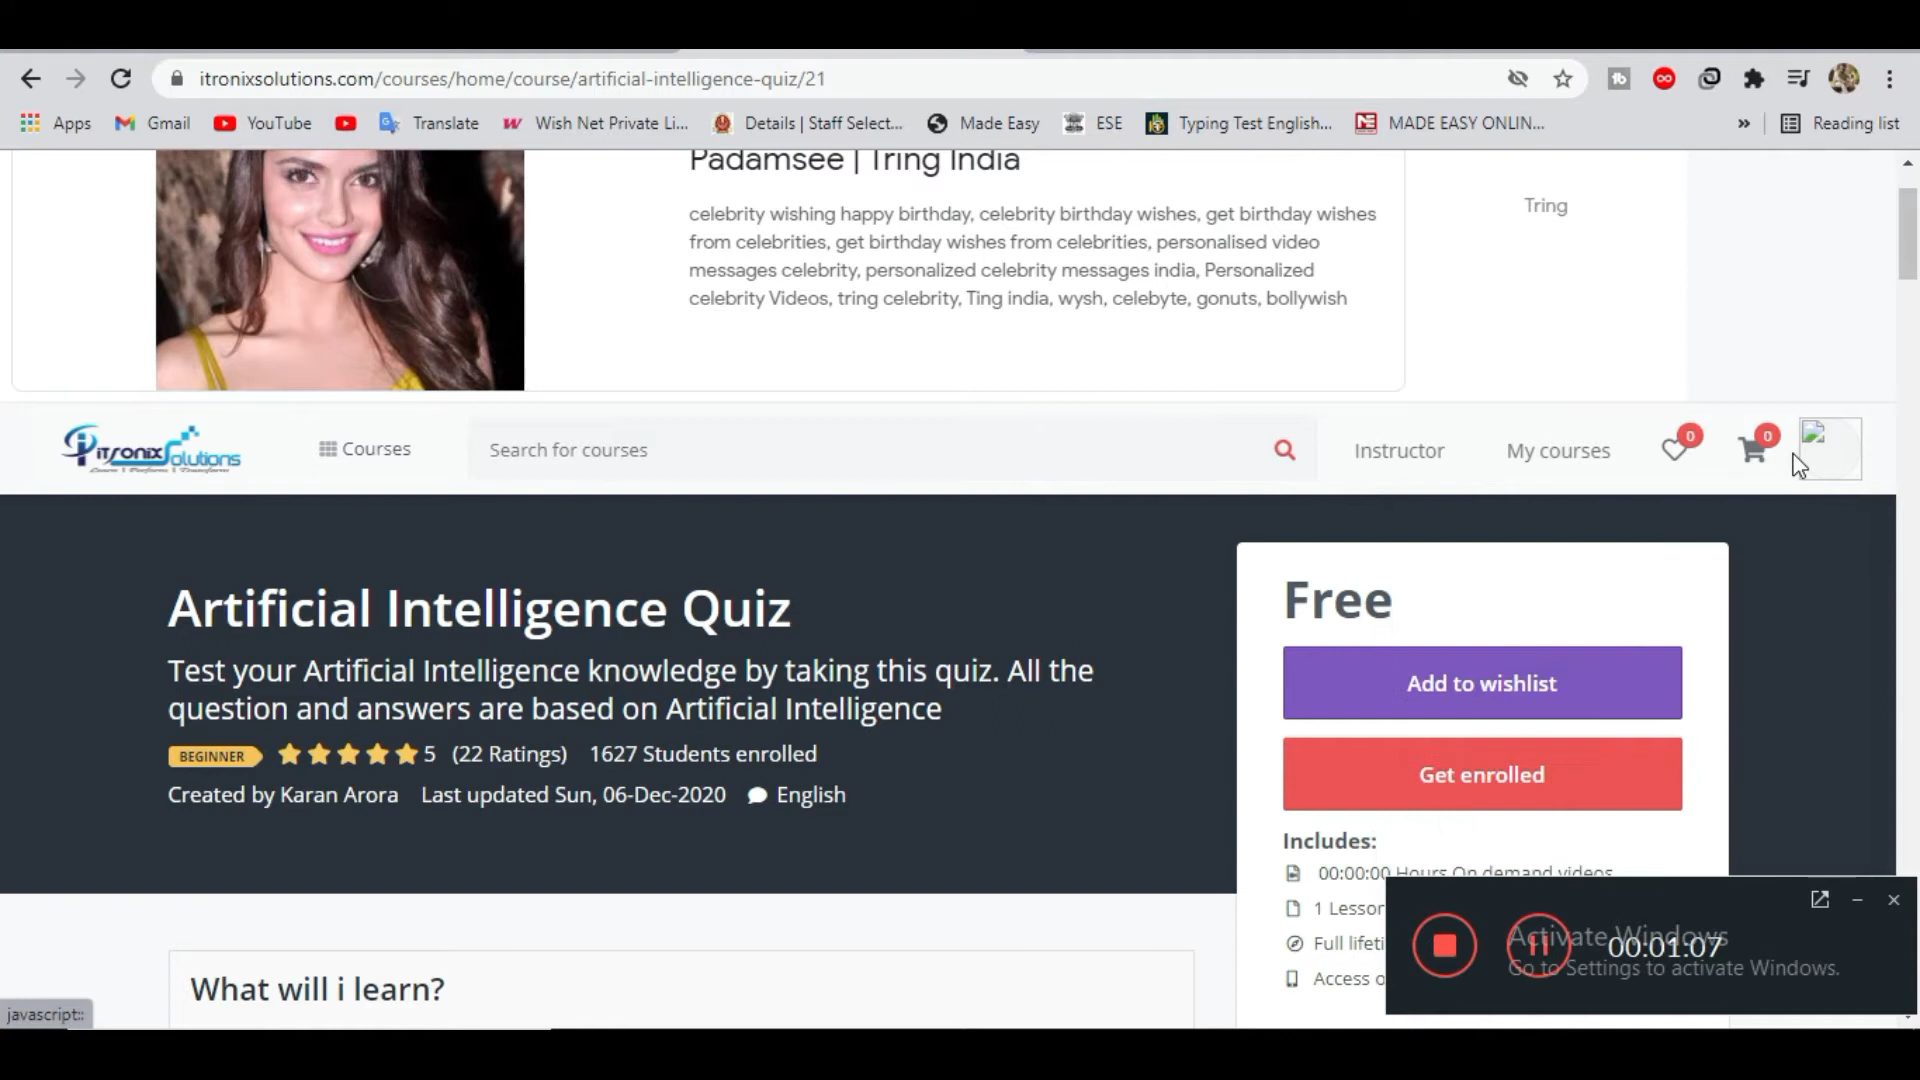 itronixsolutions.com/courses/home/course/artificial-intelligence-quiz/21
Apps Gmail YouTube Translate Wish Net Private Li... Details | Staff Select... Made Easy ESE Typing Test English... MADE EASY ONLIN... » Reading list
Padamsee | Tring India
celebrity wishing happy birthday, celebrity birthday wishes, get birthday wishes
from celebrities, get birthday wishes from celebrities, personalised video
messages celebrity, personalized celebrity messages india, Personalized
celebrity Videos, tring celebrity, Ting india, wysh, celebyte, gonuts, bollywish
Tring
itronix Solutions
Learn | Perform | Transform
Courses
Search for courses
Instructor
My courses
0
0
Artificial Intelligence Quiz
Test your Artificial Intelligence knowledge by taking this quiz. All the
question and answers are based on Artificial Intelligence
BEGINNER 5 (22 Ratings) 1627 Students enrolled
Created by Karan Arora Last updated Sun, 06-Dec-2020 English
Free
Add to wishlist
Get enrolled
Includes:
00:00:00 Hours On demand videos
1 Lesson
Full lifeti
Access o
What will i learn?
Activate Windows
Go to Settings to activate Windows.
00:01:07
javascript::